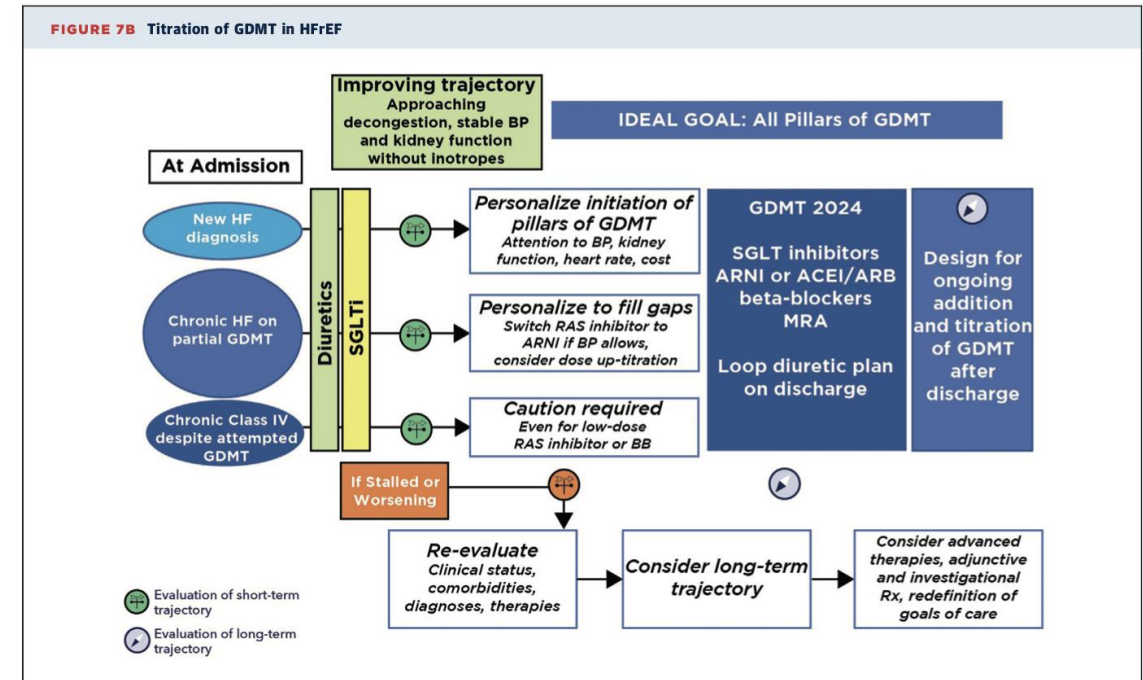 FIGURE 7B Titration of GDMT in HFrEF
Improving trajectory
Approaching
decongestion, stable BP
and kidney function
without inotropes
IDEAL GOAL: All Pillars of GDMT
At Admission
New HF
diagnosis
Chronic HF on
partial GDMT
Chronic Class IV
despite attempted
GDMT
Diuretics
SGLTi
Personalize initiation of
pillars of GDMT
Attention to BP, kidney
function, heart rate, cost
Personalize to fill gaps
Switch RAS inhibitor to
ARNI if BP allows,
consider dose up-titration
Caution required
Even for low-dose
RAS inhibitor or BB
GDMT 2024
SGLT inhibitors
ARNI or ACEI/ARB
beta-blockers
MRA
Loop diuretic plan
on discharge
Design for
ongoing
addition
and titration
of GDMT
after
discharge
If Stalled or
Worsening
Re-evaluate
Clinical status,
comorbidities,
diagnoses, therapies
Consider long-term
trajectory
Consider advanced
therapies, adjunctive
and investigational
Rx, redefinition of
goals of care
Evaluation of short-term
trajectory
Evaluation of long-term
trajectory